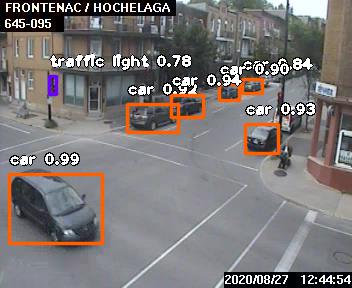 FRONTENAC / HOCHELAGA
645-095
traffic light 0.78
car 0.90
car 0.84
car 0.94
car 0.92
car 0.93
car 0.99
2020/08/27 12:44:54